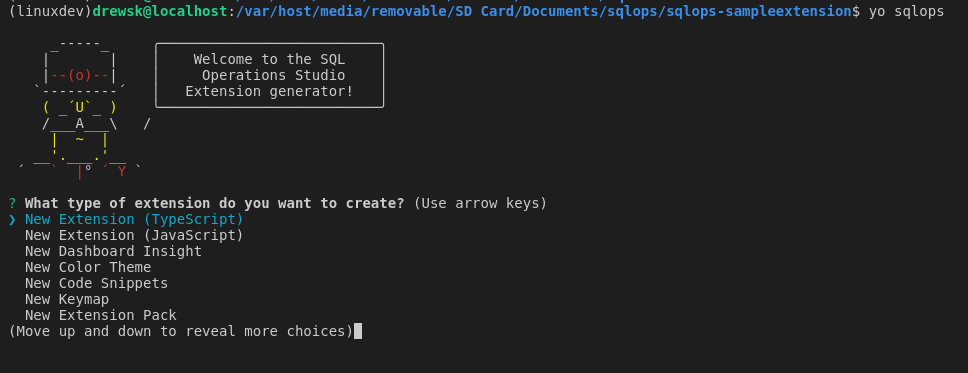 (linuxdev)drewsk@localhost:/var/host/media/removable/SD Card/Documents/sqlops/sqlops-sampleextension$ yo sqlops
     _-----_     ╭──────────────────────────╮
    |       |    │    Welcome to the SQL    │
    |--(o)--|    │     Operations Studio    │
   `---------´   │   Extension generator!   │
    ( _´U`_ )    ╰──────────────────────────╯
    /___A___\   /
     |  ~  |
   __'.___.'__
 ´   `  |° ´ Y `
? What type of extension do you want to create? (Use arrow keys)
❯ New Extension (TypeScript)
  New Extension (JavaScript)
  New Dashboard Insight
  New Color Theme
  New Code Snippets
  New Keymap
  New Extension Pack
(Move up and down to reveal more choices)